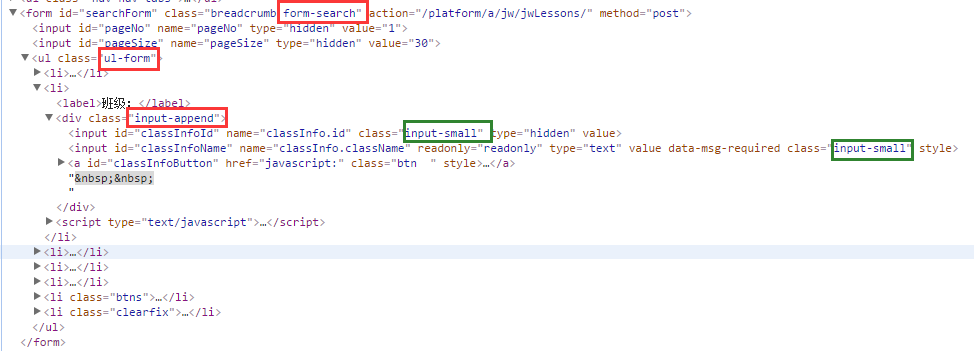 ▼<form id="searchForm" class="breadcrumb form-search" action="/platform/a/jw/jwLessons/" method="post">
<input id="pageNo" name="pageNo" type="hidden" value="1">
<input id="pageSize" name="pageSize" type="hidden" value="30">
▼<ul class="ul-form">
▶<li>…</li>
▼<li>
<label>班级：</label>
▼<div class="input-append">
<input id="classInfoId" name="classInfo.id" class="input-small" type="hidden" value>
<input id="classInfoName" name="classInfo.className" readonly="readonly" type="text" value data-msg-required class="input-small" style>
▶<a id="classInfoButton" href="javascript:" class="btn  " style>…</a>
"&nbsp;&nbsp;
"
</div>
▶<script type="text/javascript">…</script>
</li>
▶<li>…</li>
▶<li>…</li>
▶<li>…</li>
▶<li class="btns">…</li>
▶<li class="clearfix">…</li>
</ul>
</form>